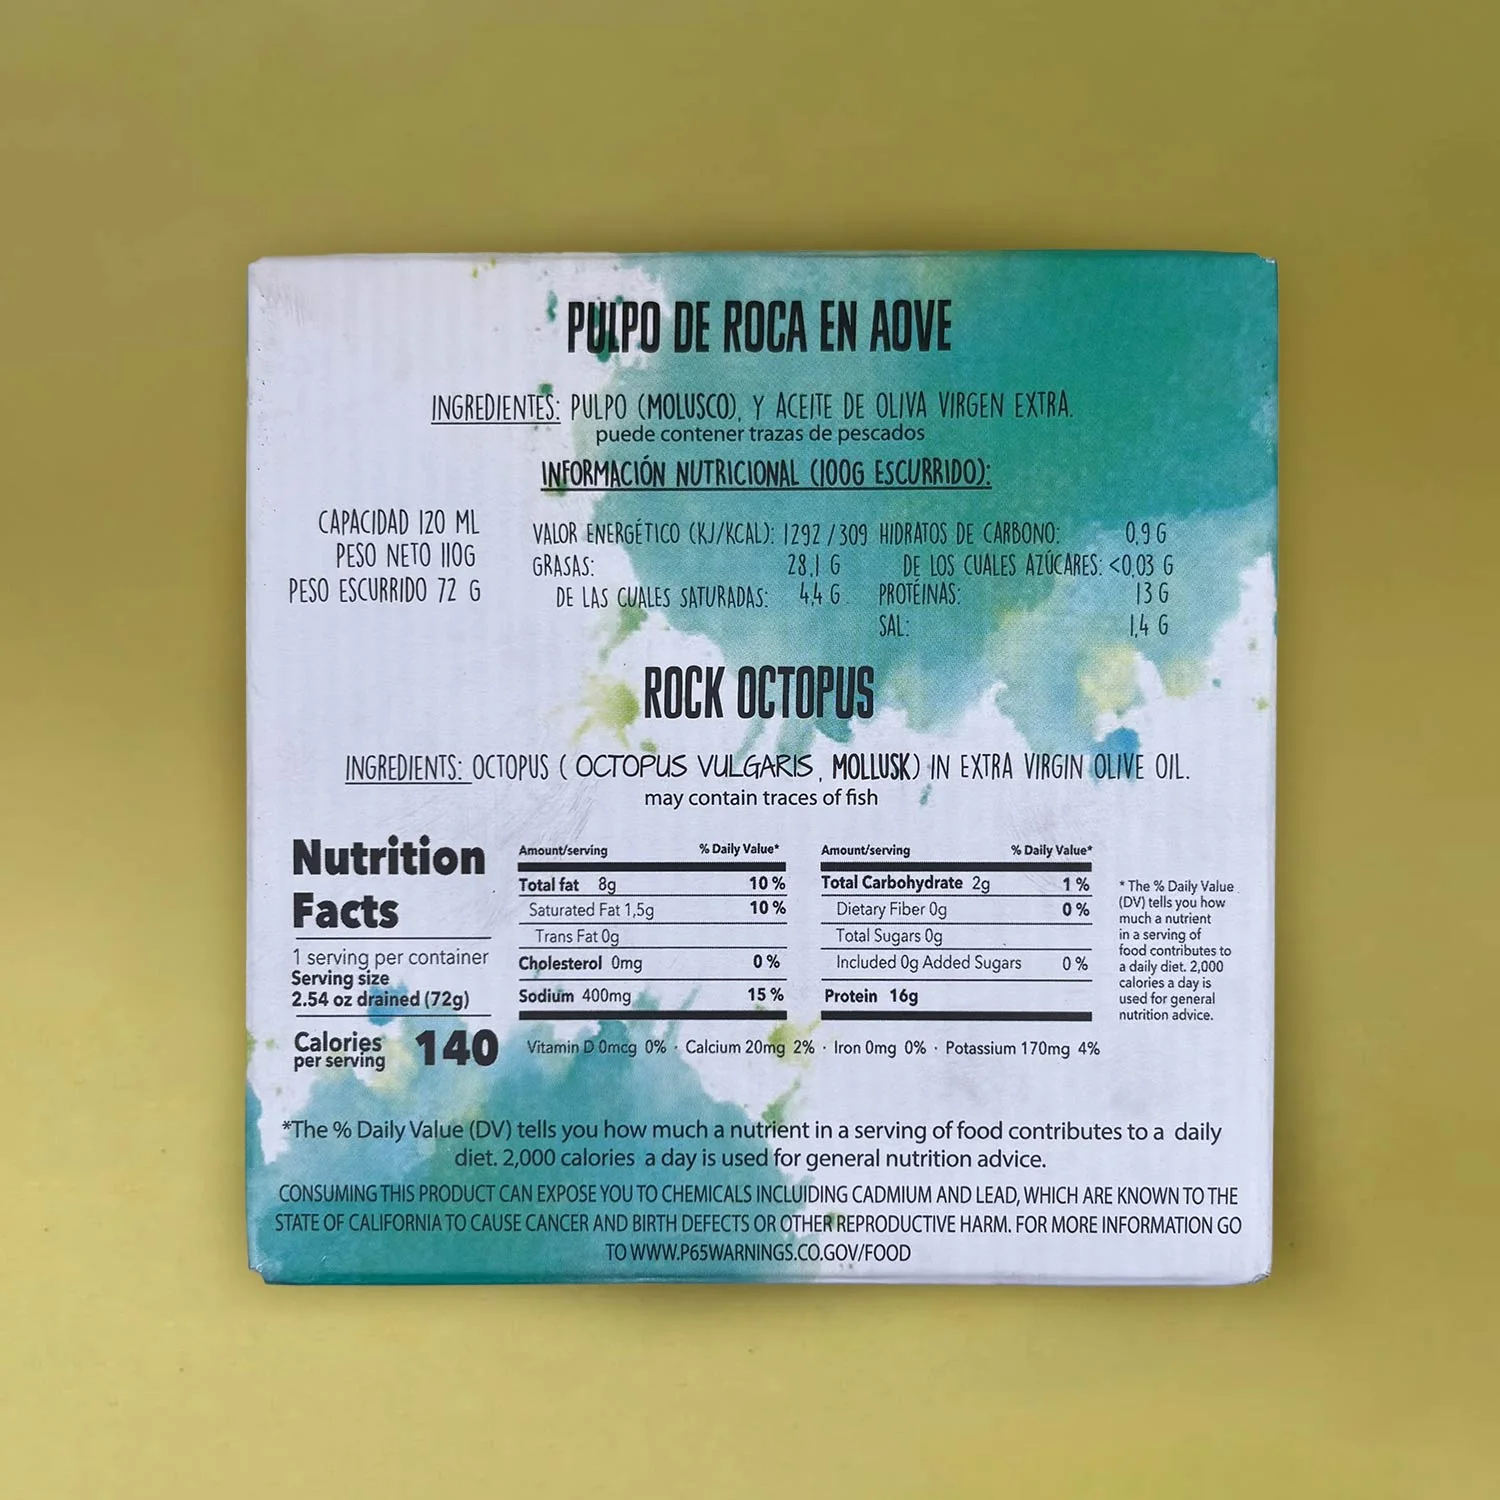 PULPO DE ROCA EN AOVE
INGREDIENTES: PULPO (MOLUSCO), Y ACEITE DE OLIVA VIRGEN EXTRA.
puede contener trazas de pescados
INFORMACIÓN NUTRICIONAL (100G ESCURRIDO):
CAPACIDAD 120 ML
PESO NETO 110G
PESO ESCURRIDO 72 G
VALOR ENERGÉTICO (KJ/KCAL): 1292 / 309
GRASAS: 28,1 G
DE LAS CUALES SATURADAS: 4,4 G
HIDRATOS DE CARBONO: 0,9 G
DE LOS CUALES AZÚCARES: <0,03 G
PROTÉINAS: 13 G
SAL: 1,4 G
ROCK OCTOPUS
INGREDIENTS: OCTOPUS ( OCTOPUS VULGARIS, MOLLUSK) IN EXTRA VIRGIN OLIVE OIL.
may contain traces of fish
Nutrition
Facts
1 serving per container
Serving size
2.54 oz drained (72g)
Calories
per serving 140
Amount/serving % Daily Value*
Total fat 8g 10 %
Saturated Fat 1,5g 10 %
Trans Fat 0g
Cholesterol 0mg 0 %
Sodium 400mg 15 %
Amount/serving % Daily Value*
Total Carbohydrate 2g 1 %
Dietary Fiber 0g 0 %
Total Sugars 0g
Included 0g Added Sugars 0 %
Protein 16g
Vitamin D 0mcg 0% · Calcium 20mg 2% · Iron 0mg 0% · Potassium 170mg 4%
* The % Daily Value
(DV) tells you how
much a nutrient
in a serving of
food contributes to
a daily diet. 2,000
calories a day is
used for general
nutrition advice.
*The % Daily Value (DV) tells you how much a nutrient in a serving of food contributes to a daily
diet. 2,000 calories a day is used for general nutrition advice.
CONSUMING THIS PRODUCT CAN EXPOSE YOU TO CHEMICALS INCLUIDING CADMIUM AND LEAD, WHICH ARE KNOWN TO THE
STATE OF CALIFORNIA TO CAUSE CANCER AND BIRTH DEFECTS OR OTHER REPRODUCTIVE HARM. FOR MORE INFORMATION GO
TO WWW.P65WARNINGS.CO.GOV/FOOD